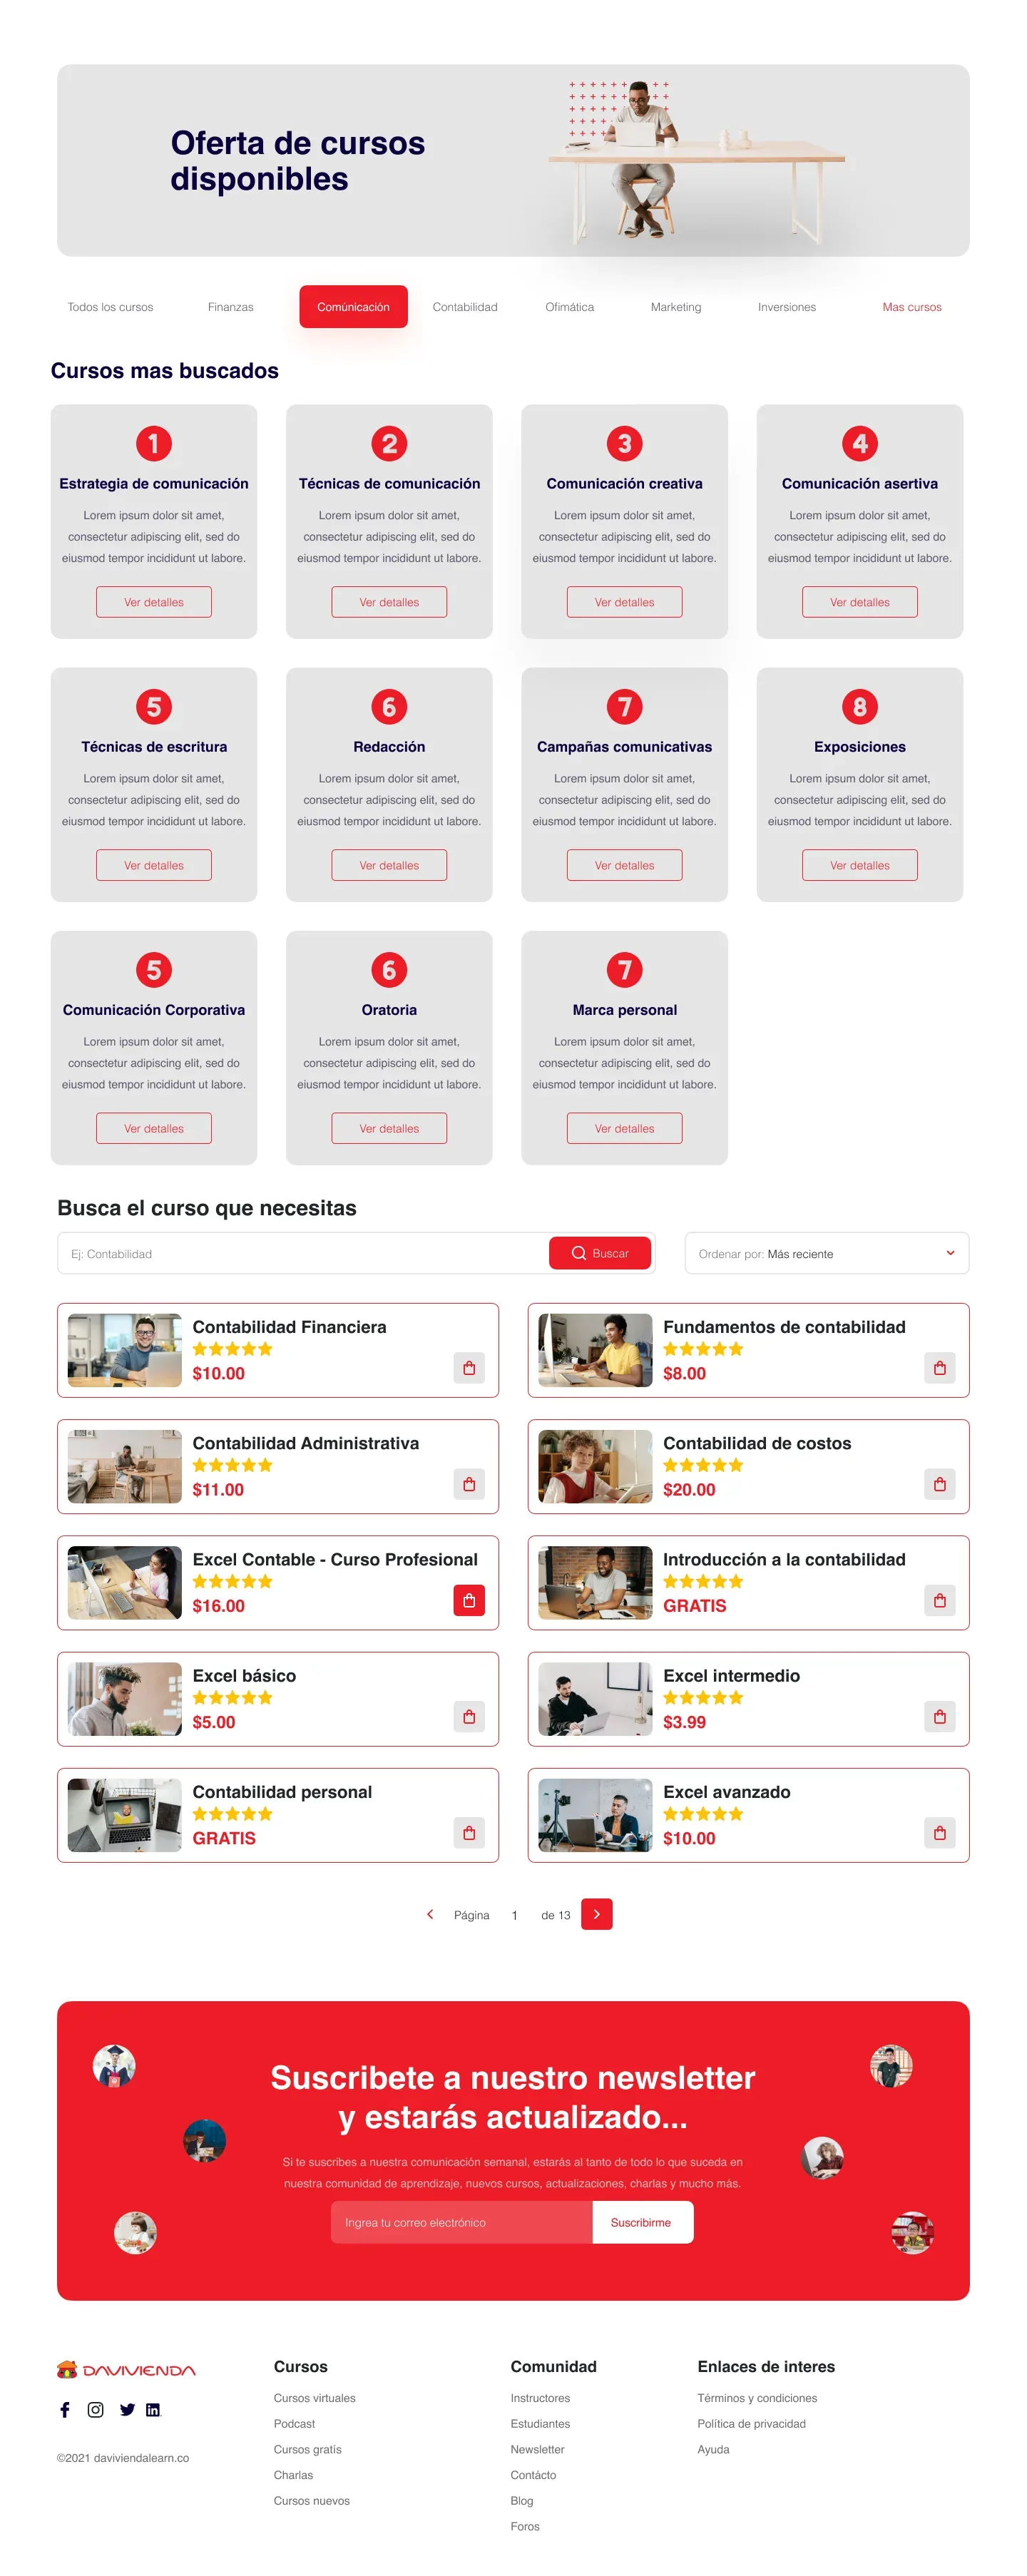 Oferta de cursos
disponibles
Todos los cursos
Finanzas
Comúnicación
Contabilidad
Ofimática
Marketing
Inversiones
Mas cursos
Cursos mas buscados
1
2
3
4
Estrategia de comunicación
Técnicas de comunicación
Comunicación creativa
Comunicación asertiva
Lorem ipsum dolor sit amet,
consectetur adipiscing elit, sed do
eiusmod tempor incididunt ut labore.
Lorem ipsum dolor sit amet,
consectetur adipiscing elit, sed do
eiusmod tempor incididunt ut labore.
Lorem ipsum dolor sit amet,
consectetur adipiscing elit, sed do
eiusmod tempor incididunt ut labore.
Lorem ipsum dolor sit amet,
consectetur adipiscing elit, sed do
eiusmod tempor incididunt ut labore.
Ver detalles
Ver detalles
Ver detalles
Ver detalles
5
6
7
8
Técnicas de escritura
Redacción
Campañas comunicativas
Exposiciones
Lorem ipsum dolor sit amet,
consectetur adipiscing elit, sed do
eiusmod tempor incididunt ut labore.
Lorem ipsum dolor sit amet,
consectetur adipiscing elit, sed do
eiusmod tempor incididunt ut labore.
Lorem ipsum dolor sit amet,
consectetur adipiscing elit, sed do
eiusmod tempor incididunt ut labore.
Lorem ipsum dolor sit amet,
consectetur adipiscing elit, sed do
eiusmod tempor incididunt ut labore.
Ver detalles
Ver detalles
Ver detalles
Ver detalles
5
6
7
Comunicación Corporativa
Oratoria
Marca personal
Lorem ipsum dolor sit amet,
consectetur adipiscing elit, sed do
eiusmod tempor incididunt ut labore.
Lorem ipsum dolor sit amet,
consectetur adipiscing elit, sed do
eiusmod tempor incididunt ut labore.
Lorem ipsum dolor sit amet,
consectetur adipiscing elit, sed do
eiusmod tempor incididunt ut labore.
Ver detalles
Ver detalles
Ver detalles
Busca el curso que necesitas
Ej: Contabilidad
Buscar
Ordenar por: Más reciente
Contabilidad Financiera
$10.00
Fundamentos de contabilidad
$8.00
Contabilidad Administrativa
$11.00
Contabilidad de costos
$20.00
Excel Contable - Curso Profesional
$16.00
Introducción a la contabilidad
GRATIS
Excel básico
$5.00
Excel intermedio
$3.99
Contabilidad personal
GRATIS
Excel avanzado
$10.00
Página 1 de 13
Suscribete a nuestro newsletter
y estarás actualizado...
Si te suscribes a nuestra comunicación semanal, estarás al tanto de todo lo que suceda en
nuestra comunidad de aprendizaje, nuevos cursos, actualizaciones, charlas y mucho más.
Ingrea tu correo electrónico
Suscribirme
DAVIVIENDA
©2021 daviviendalearn.co
Cursos
Cursos virtuales
Podcast
Cursos gratís
Charlas
Cursos nuevos
Comunidad
Instructores
Estudiantes
Newsletter
Contácto
Blog
Foros
Enlaces de interes
Términos y condiciones
Política de privacidad
Ayuda